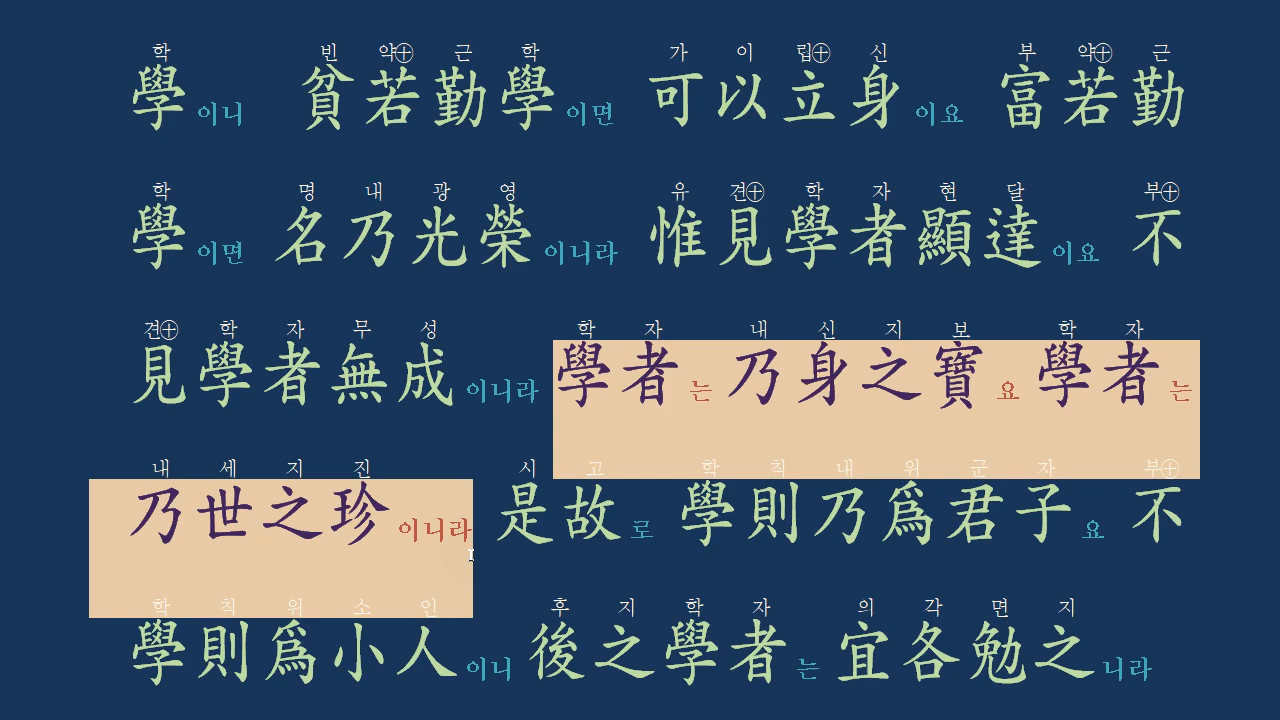 학 빈 약㊉ 근 학 가 이 립㊉ 신 부 약㊉ 근
學 이니 貧若勤學 이면 可以立身 이요 富若勤
학 명 내 광 영 유 견㊉ 학 자 현 달 부㊉
學 이면 名乃光榮 이니라 惟見學者顯達 이요 不
견㊉ 학 자 무 성 학 자 내 신 지 보 학 자
見學者無成 이니라 學者 는 乃身之寶 요 學者 는
내 세 지 진 시 고 학 칙 내 위 군 자 부㊉
乃世之珍 이니라 是故 로 學則乃爲君子 요 不
학 칙 위 소 인 후 지 학 자 의 각 면 지
學則爲小人 이니 後之學者 는 宜各勉之 니라